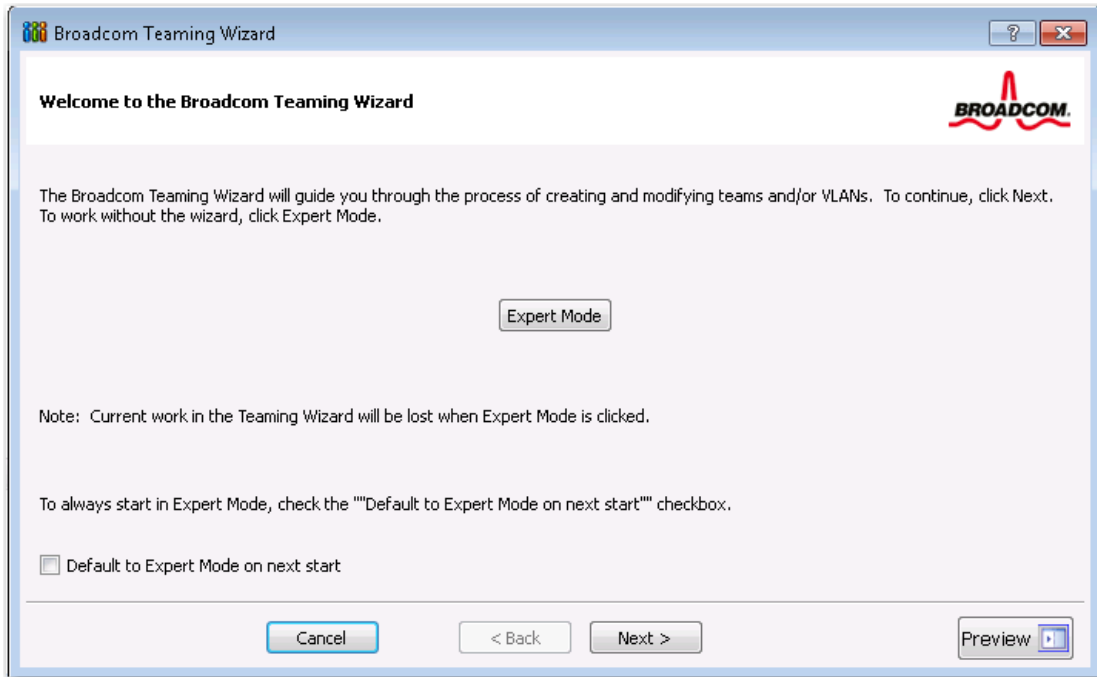 Broadcom Teaming Wizard
?
Welcome to the Broadcom Teaming Wizard
BROADCOM.
The Broadcom Teaming Wizard will guide you through the process of creating and modifying teams and/or VLANs.  To continue, click Next.
To work without the wizard, click Expert Mode.
Expert Mode
Note:  Current work in the Teaming Wizard will be lost when Expert Mode is clicked.
To always start in Expert Mode, check the ""Default to Expert Mode on next start"" checkbox.
Default to Expert Mode on next start
Cancel
< Back
Next >
Preview